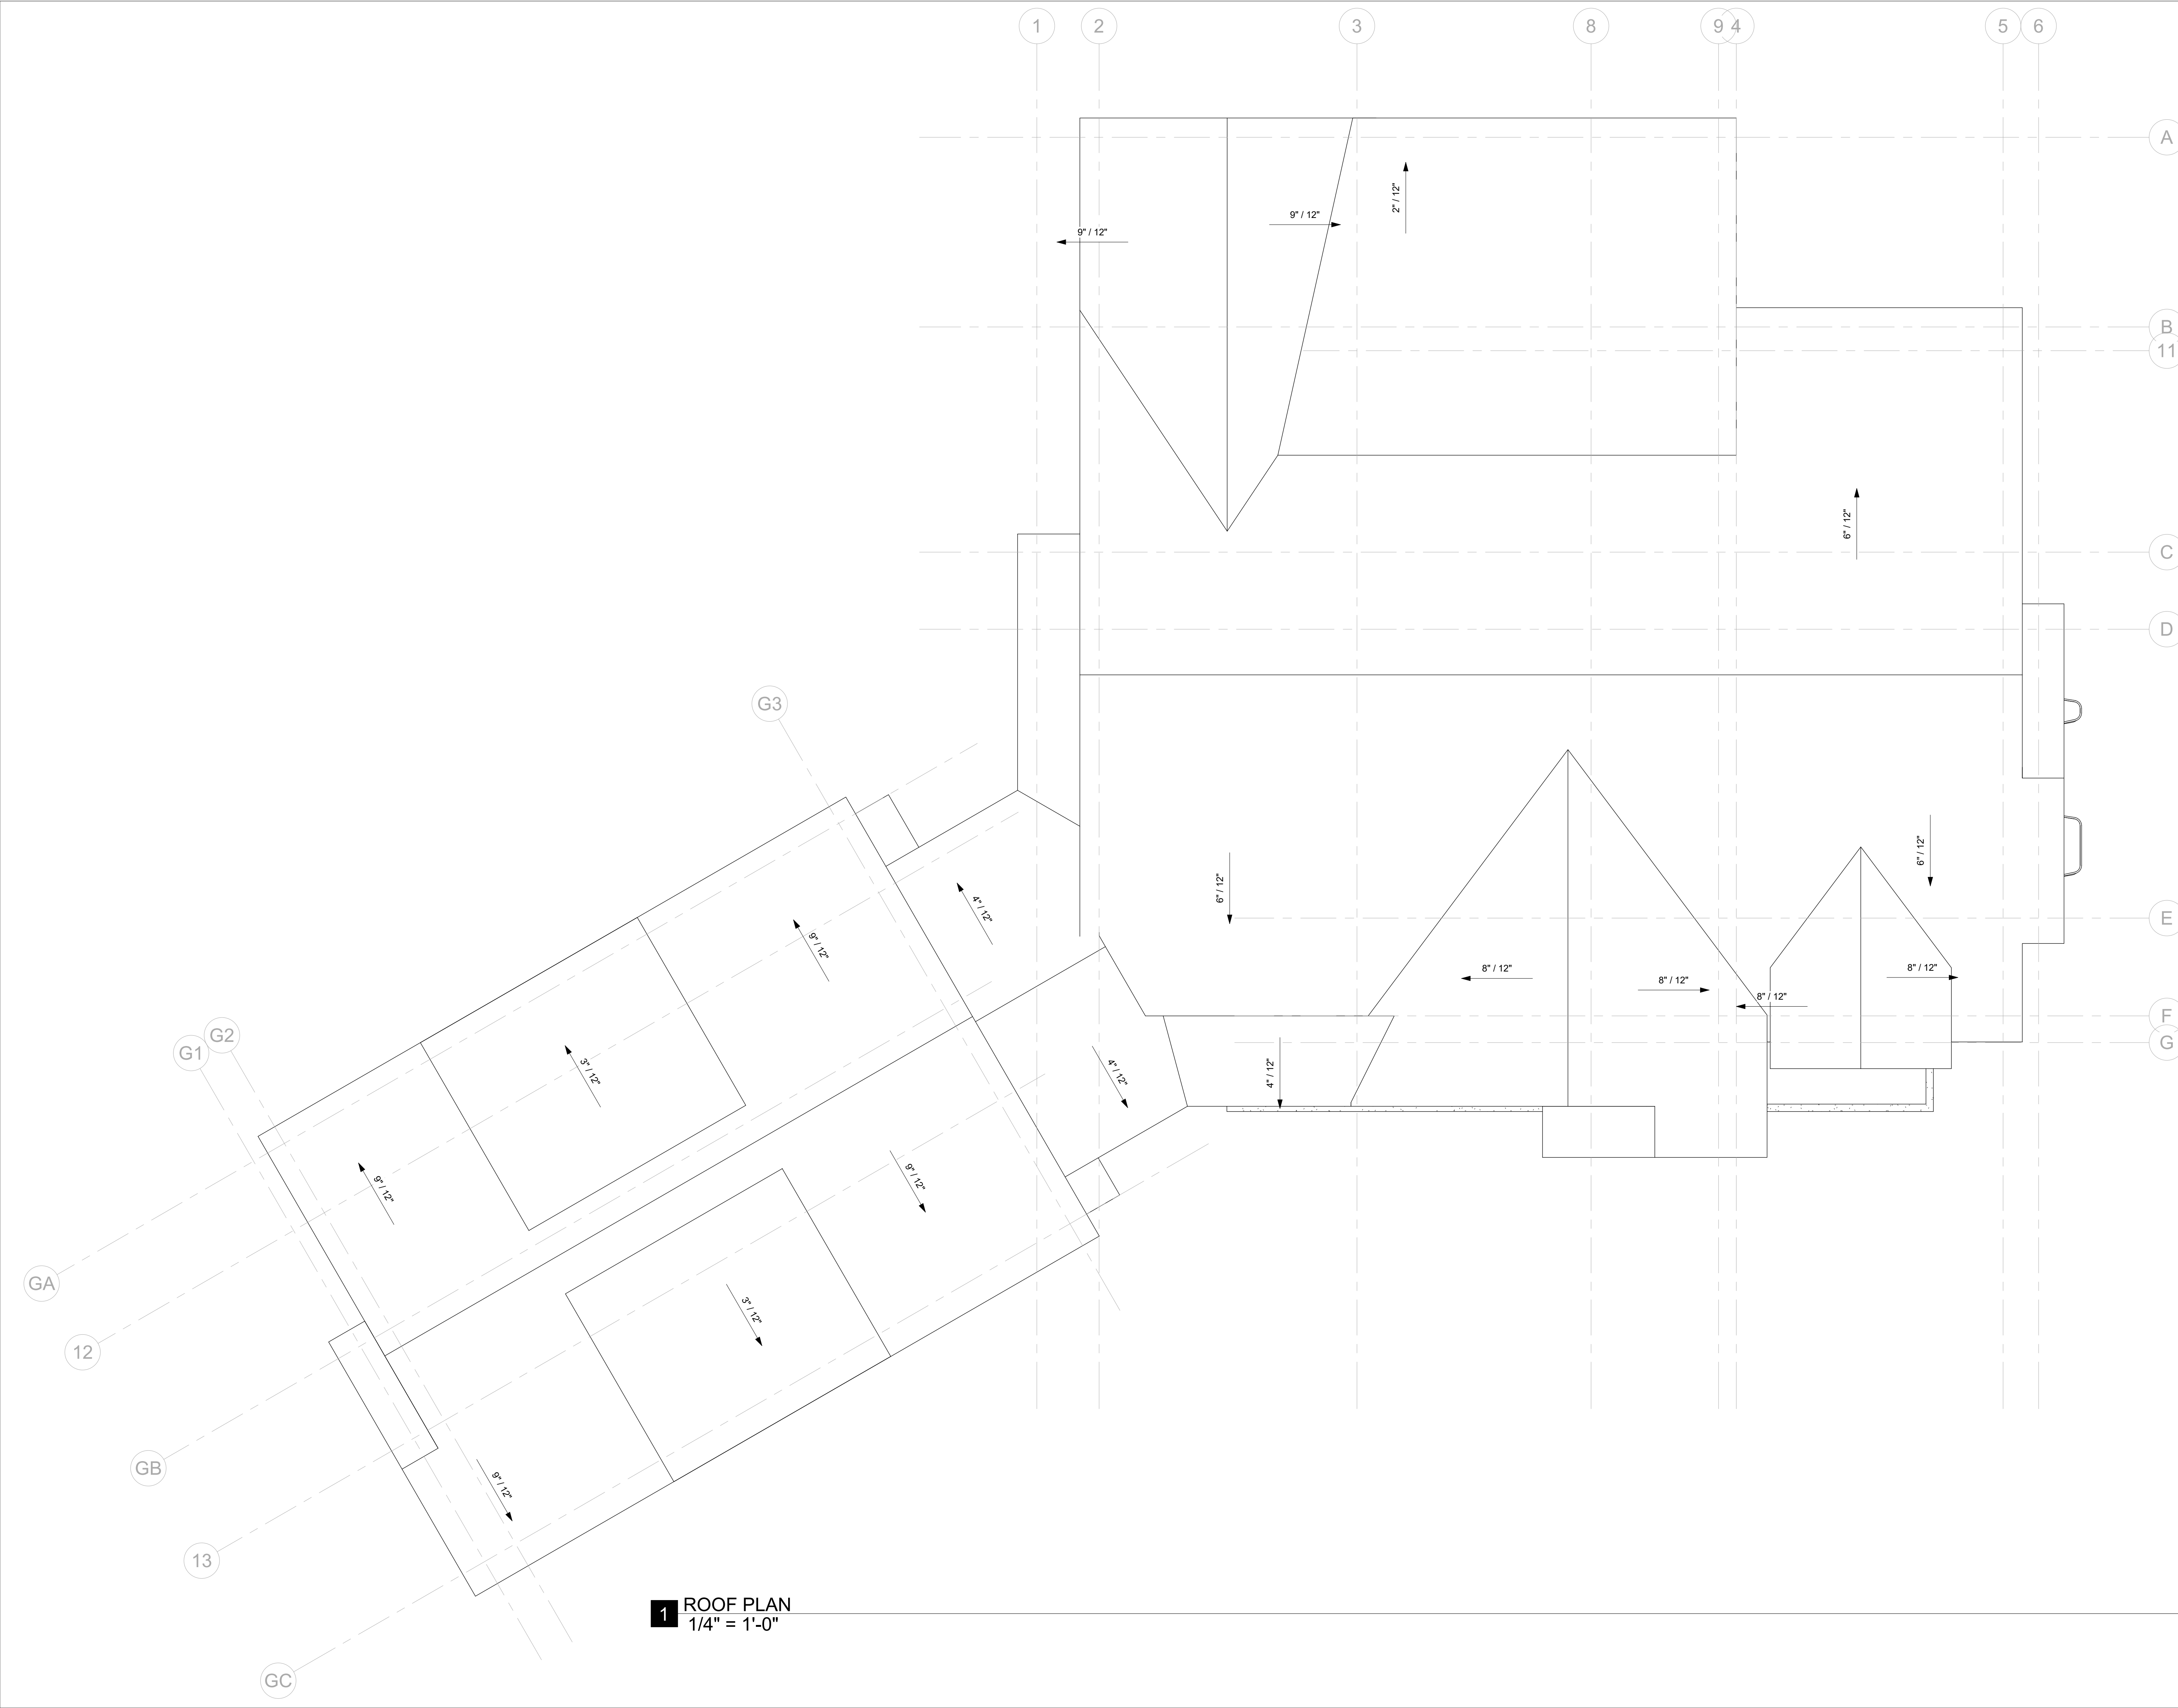 1
2
3
8
9
4
5
6
A
2" / 12"
9" / 12"
9" / 12"
B
11
6" / 12"
C
D
G3
6" / 12"
6" / 12"
4" / 12"
E
9" / 12"
8" / 12"
8" / 12"
8" / 12"
8" / 12"
F
G2
G1
G
3" / 12"
4" / 12"
4" / 12"
9" / 12"
9" / 12"
GA
3" / 12"
12
GB
9" / 12"
13
1 ROOF PLAN
1/4" = 1'-0"
GC